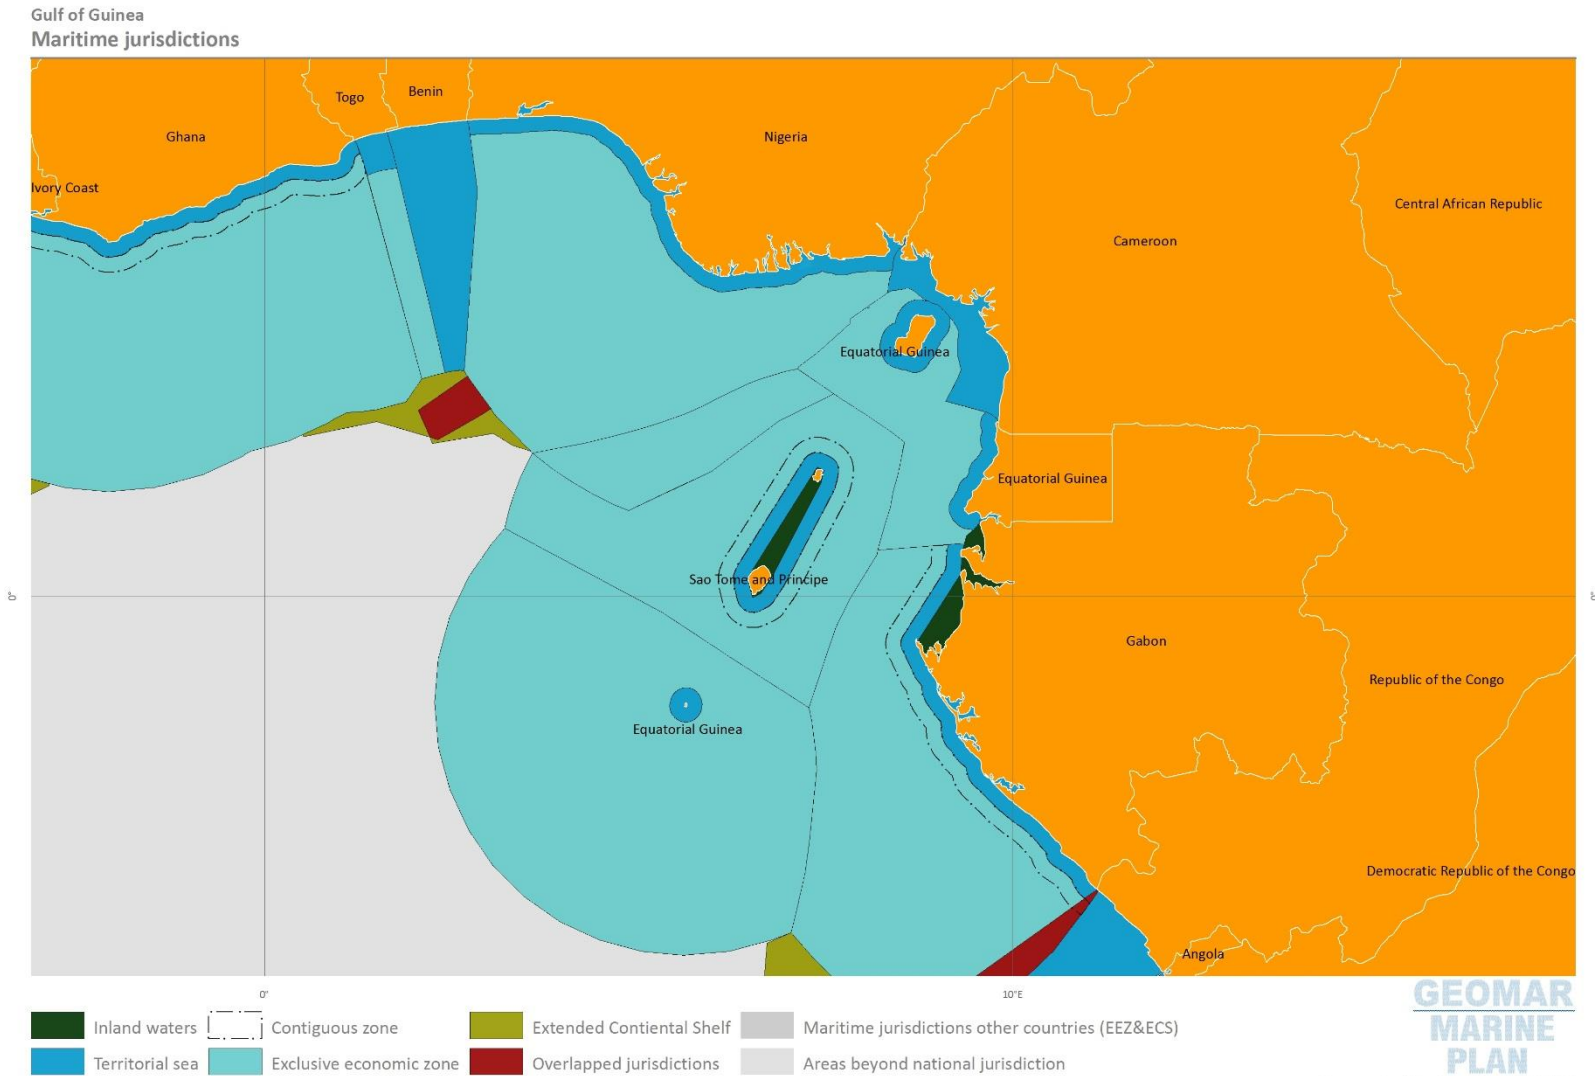 Gulf of Guinea
Maritime jurisdictions
Togo
Benin
Ghana
Nigeria
Ivory Coast
Central African Republic
Cameroon
Equatorial Guinea
Equatorial Guinea
Sao Tome and Principe
0°
0°
Gabon
Republic of the Congo
Equatorial Guinea
Democratic Republic of the Congo
Angola
0°
10°E
Inland waters
Contiguous zone
Extended Contiental Shelf
Maritime jurisdictions other countries (EEZ&ECS)
Territorial sea
Exclusive economic zone
Overlapped jurisdictions
Areas beyond national jurisdiction
GEOMAR
MARINE
PLAN